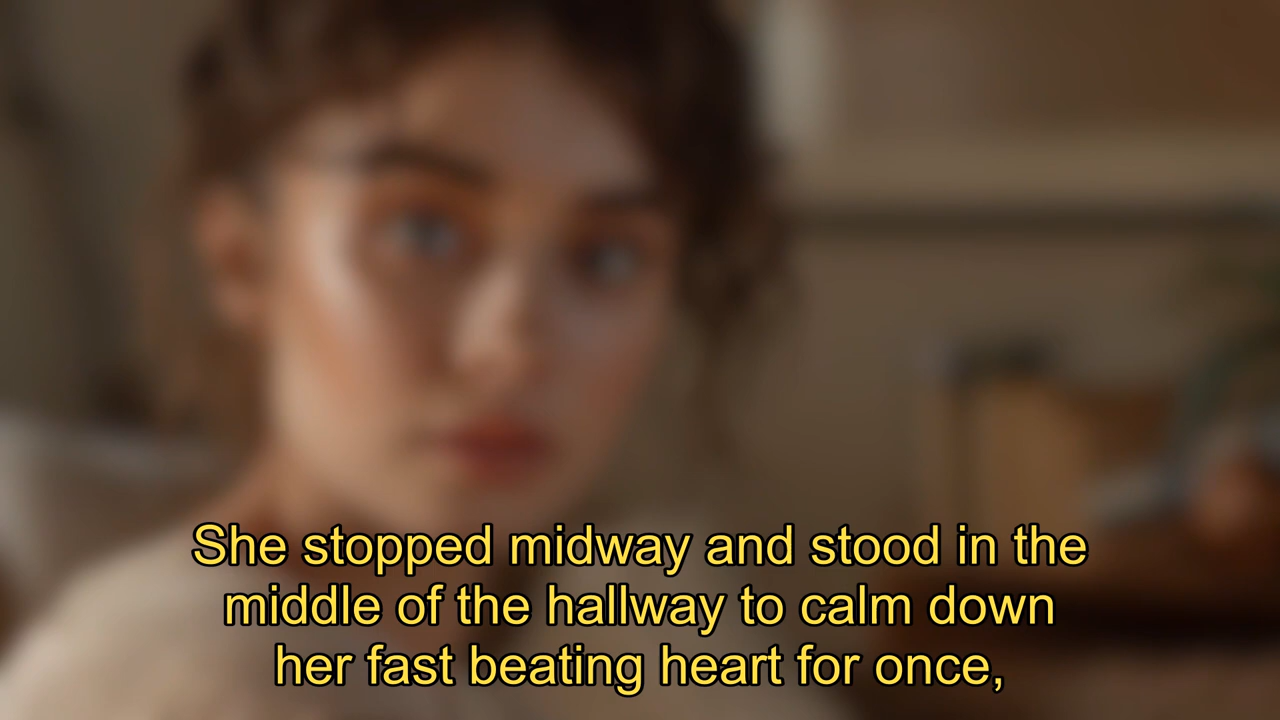 She stopped midway and stood in the
middle of the hallway to calm down
her fast beating heart for once,